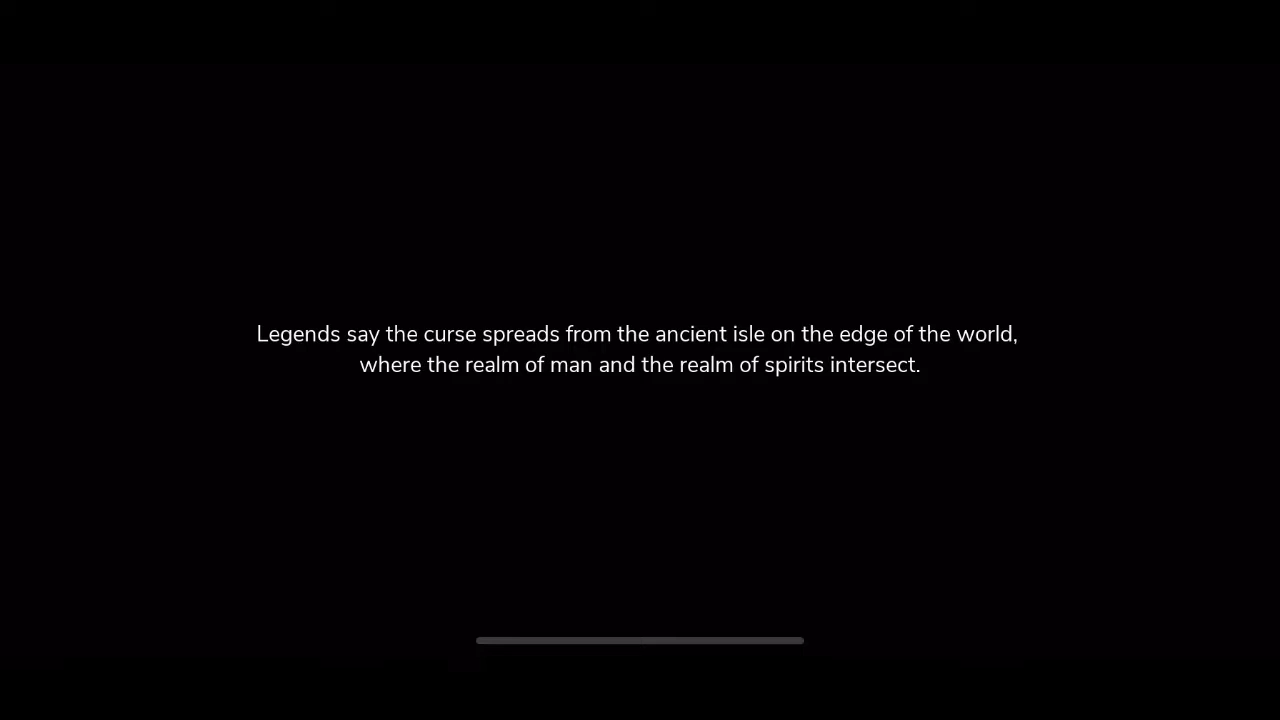 Legends say the curse spreads from the ancient isle on the edge of the world,
where the realm of man and the realm of spirits intersect.